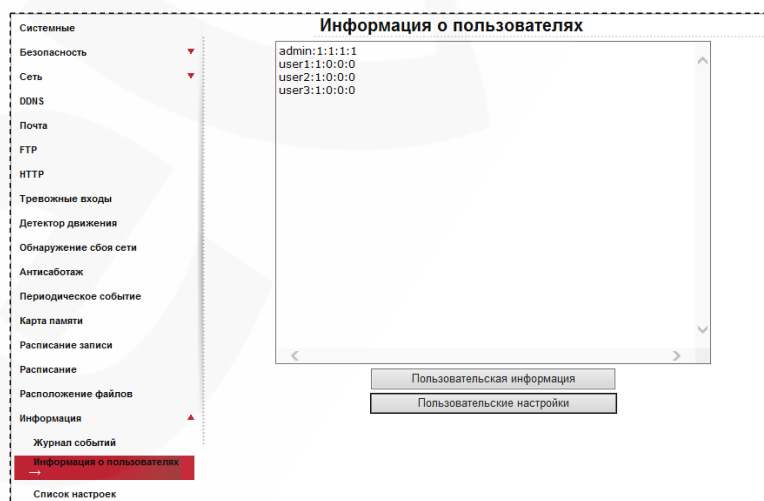 Системные
Безопасность
Сеть
DDNS
Почта
FTP
HTTP
Тревожные входы
Детектор движения
Обнаружение сбоя сети
Антисаботаж
Периодическое событие
Карта памяти
Расписание записи
Расписание
Расположение файлов
Информация
Журнал событий
Информация о пользователях
Список настроек
Информация о пользователях
admin:1:1:1:1
user1:1:0:0:0
user2:1:0:0:0
user3:1:0:0:0
Пользовательская информация
Пользовательские настройки